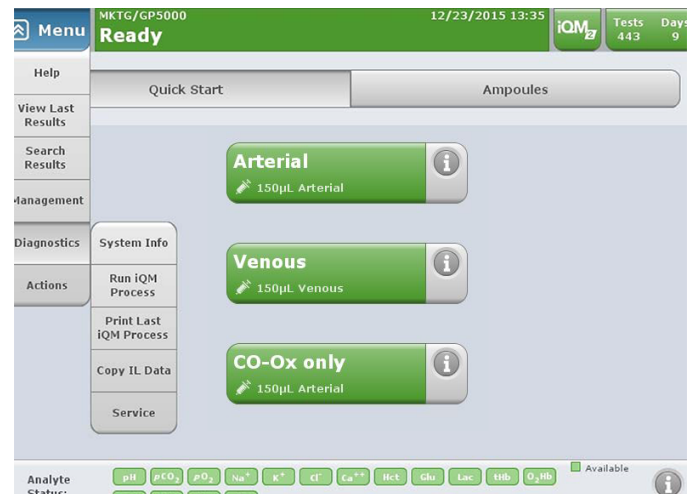 MKTG/GP5000
12/23/2015 13:35
Menu
Ready
iQM2
Tests
443
Days
9
Help
View Last
Results
Search
Results
Management
Diagnostics
Actions
Quick Start
Ampoules
System Info
Run iQM
Process
Print Last
iQM Process
Copy IL Data
Service
Arterial
150µL Arterial
Venous
150µL Venous
CO-Ox only
150µL Arterial
Analyte
Status:
pH pCO₂ pO₂ Na⁺ K⁺ Cl⁻ Ca⁺⁺ Hct Glu Lac tHb O₂Hb
Available